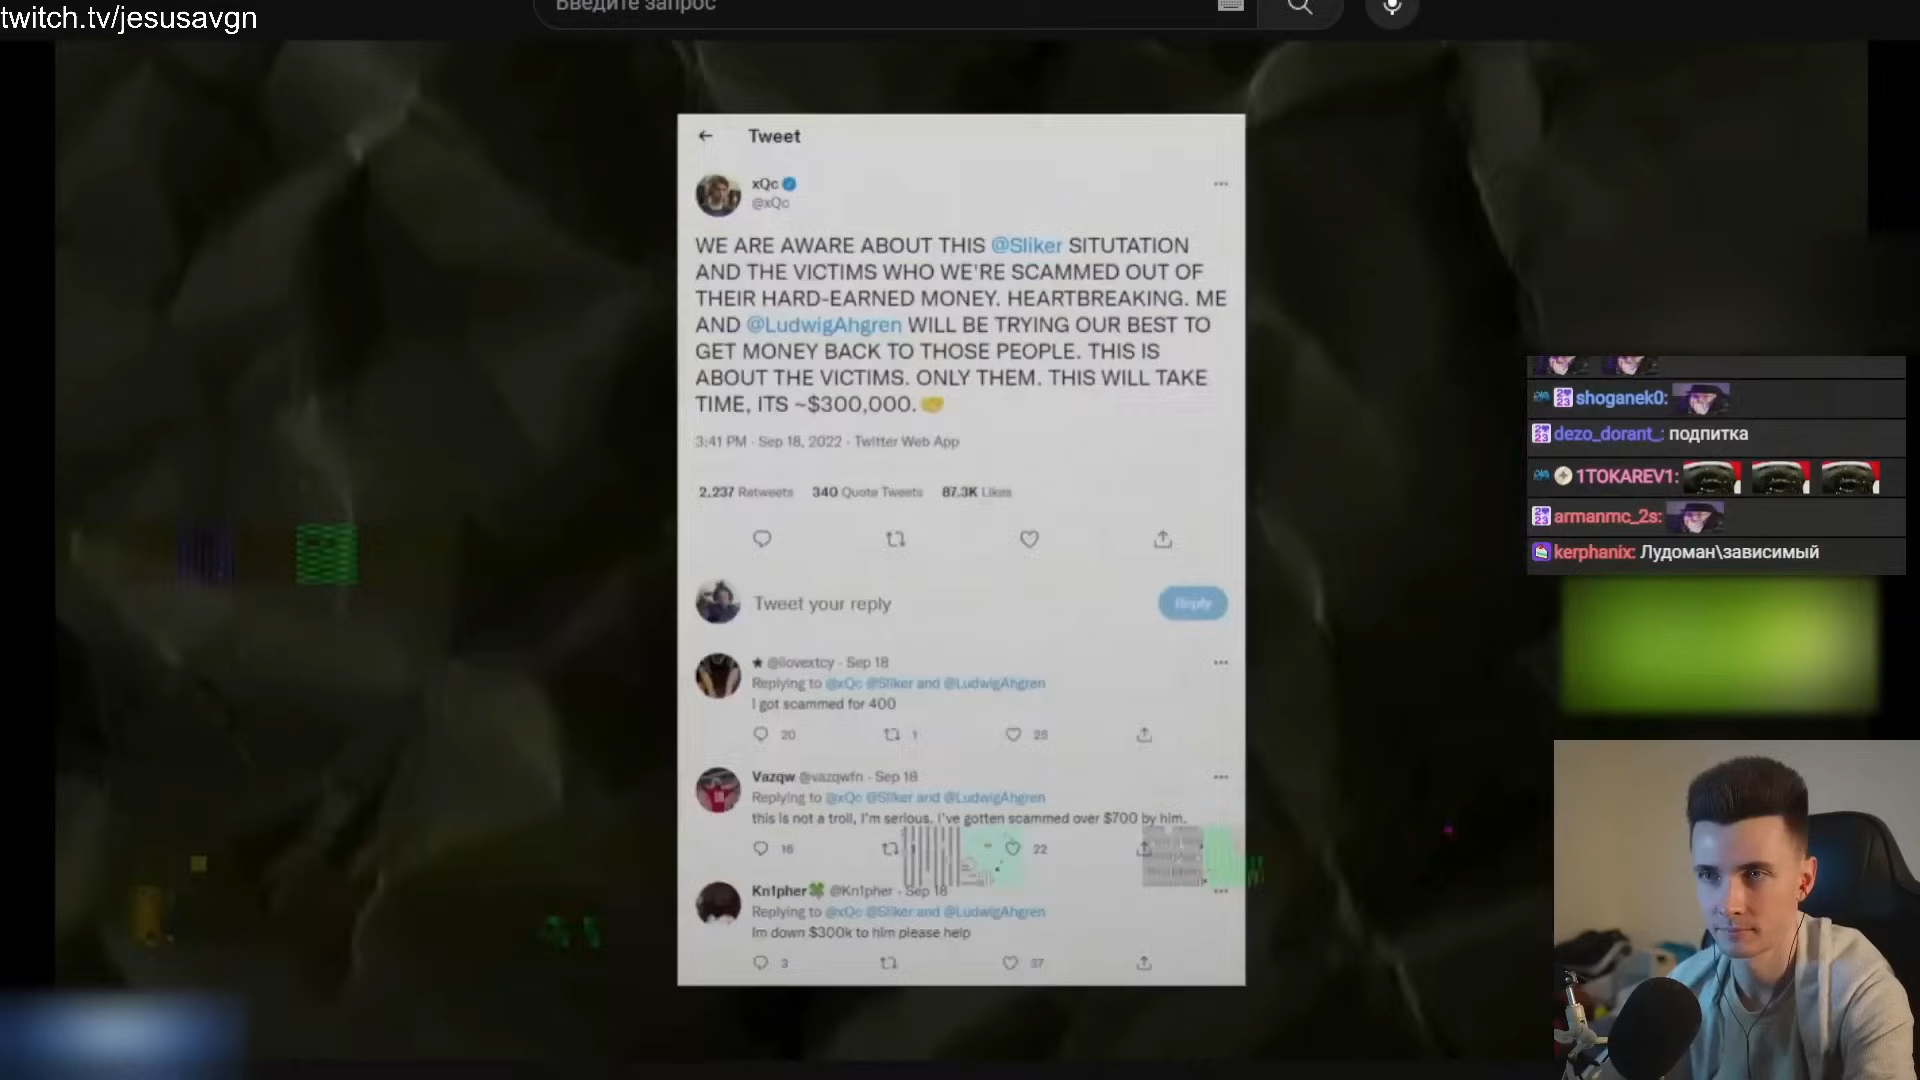 twitch.tv/jesusavgn
Введите запрос
Tweet
xQc
@xQc
WE ARE AWARE ABOUT THIS @Sliker SITUTATION
AND THE VICTIMS WHO WE'RE SCAMMED OUT OF
THEIR HARD-EARNED MONEY. HEARTBREAKING. ME
AND @LudwigAhgren WILL BE TRYING OUR BEST TO
GET MONEY BACK TO THOSE PEOPLE. THIS IS
ABOUT THE VICTIMS. ONLY THEM. THIS WILL TAKE
TIME, ITS ~$300,000.
3:41 PM · Sep 18, 2022 · Twitter Web App
2,237 Retweets 340 Quote Tweets 87.3K Likes
Tweet your reply
Reply
★ @ilovextcy · Sep 18
Replying to @xQc @Sliker and @LudwigAhgren
I got scammed for 400
20 1 25
Vazqw @vazqwfn · Sep 18
Replying to @xQc @Sliker and @LudwigAhgren
this is not a troll, I'm serious. I've gotten scammed over $700 by him.
16 1 22
Kn1pher @Kn1pher · Sep 18
Replying to @xQc @Sliker and @LudwigAhgren
Im down $300k to him please help
3 37
shoganek0:
dezo_dorant_: подпитка
1TOKAREV1:
armanmc_2s:
kerphanix: Лудоман\зависимый